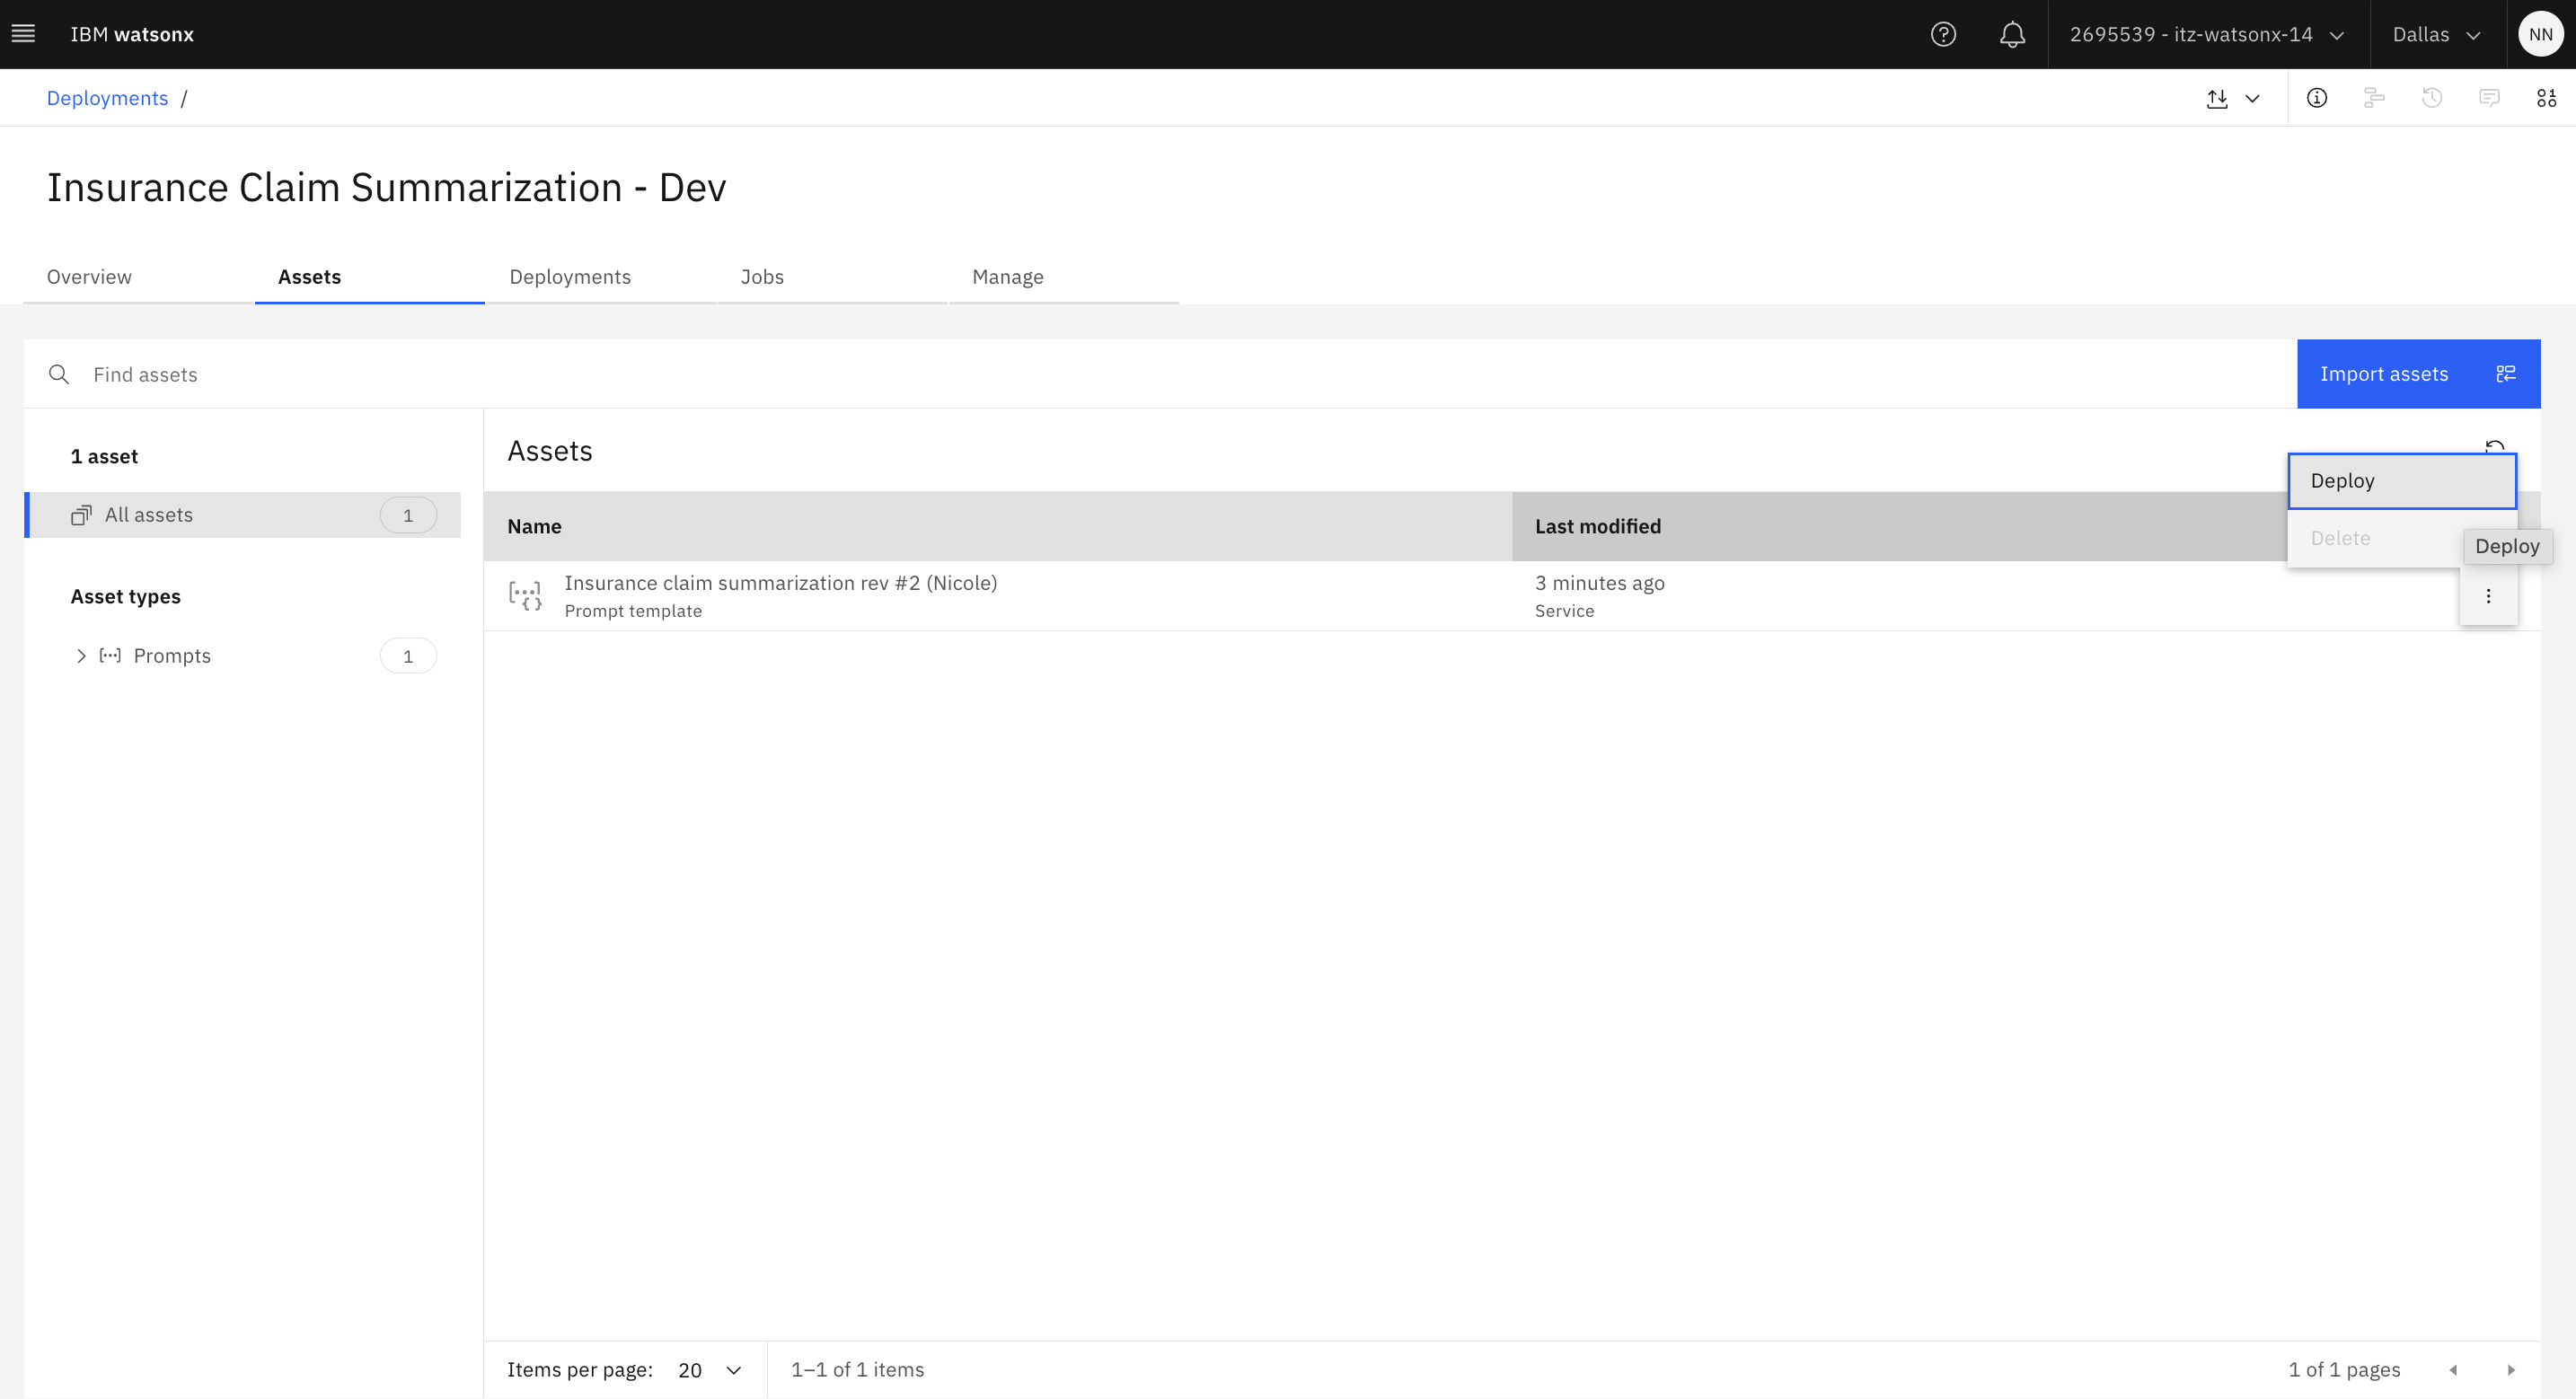 IBM watsonx
2695539 - itz-watsonx-14
Dallas
NN
Deployments /
Insurance Claim Summarization - Dev
Overview
Assets
Deployments
Jobs
Manage
Find assets
Import assets
1 asset
All assets
1
Asset types
Prompts
1
Assets
Deploy
Delete
Deploy
Name
Last modified
Insurance claim summarization rev #2 (Nicole)
Prompt template
3 minutes ago
Service
Items per page: 20
1–1 of 1 items
1 of 1 pages